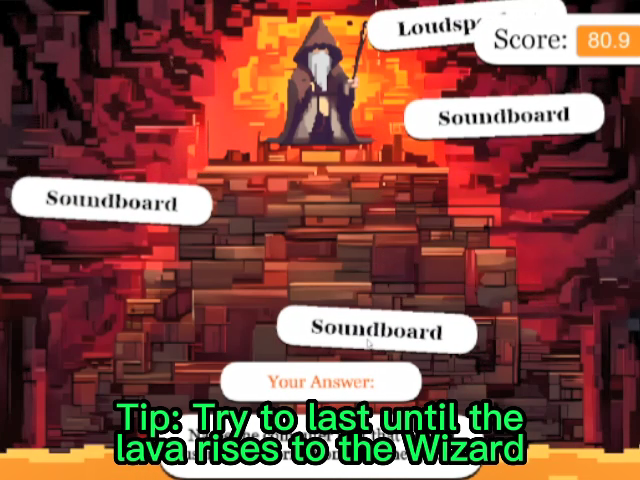 Loudsp
Score: 80.9
Soundboard
Soundboard
Soundboard
Your Answer:
Tip: Try to last until the
lava rises to the Wizard